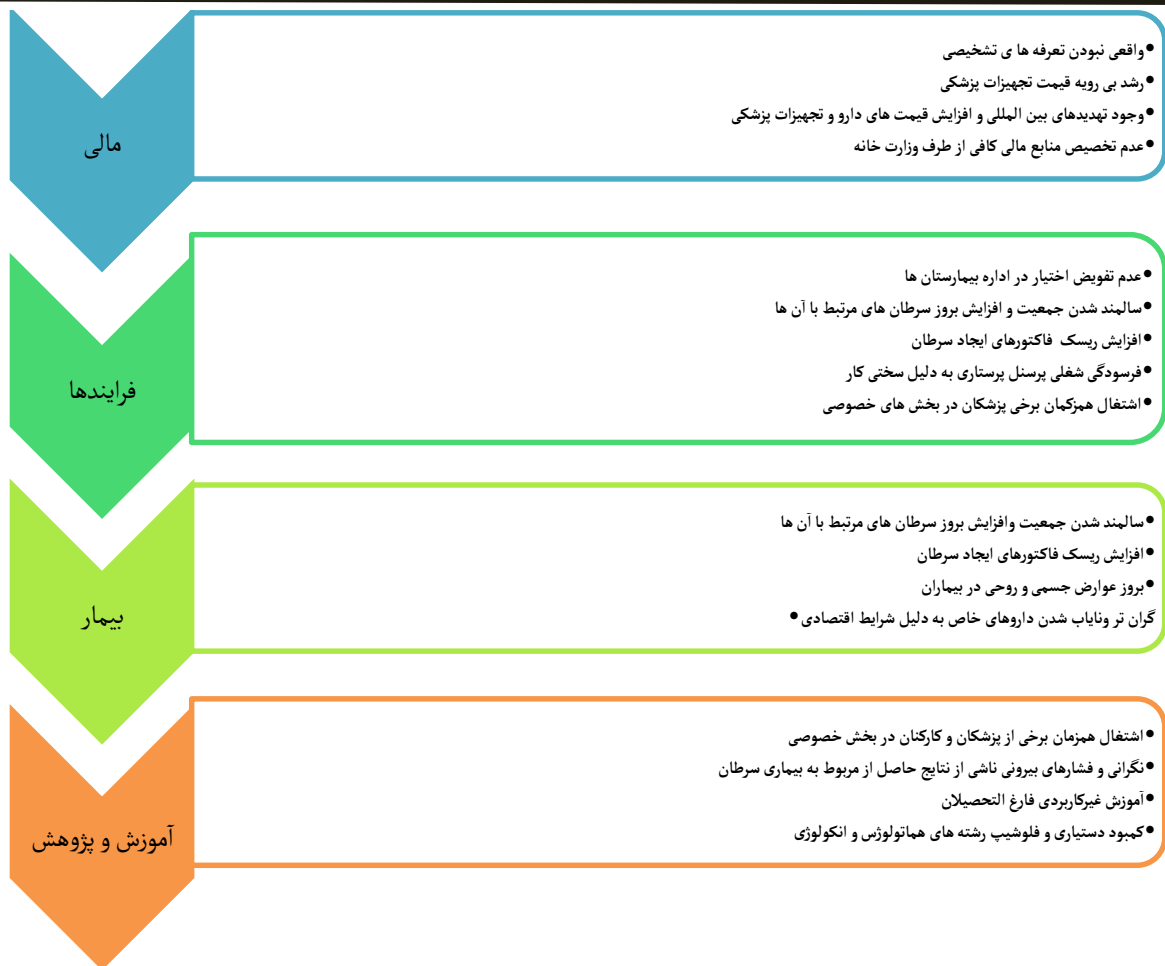 مالی
•واقعی نبودن تعرفه ها ی تشخیصی
•رشد بی رویه قیمت تجهیزات پزشکی
•وجود تهدیدهای بین المللی و افزایش قیمت های دارو و تجهیزات پزشکی
•عدم تخصیص منابع مالی کافی از طرف وزارت خانه
فرایندها
•عدم تفویض اختیار در اداره بیمارستان ها
•سالمند شدن جمعیت و افزایش بروز سرطان های مرتبط با آن ها
•افزایش ریسک فاکتورهای ایجاد سرطان
•فرسودگی شغلی پرسنل پرستاری به دلیل سختی کار
•اشتغال همزکمان برخی پزشکان در بخش های خصوصی
بیمار
•سالمند شدن جمعیت وافزایش بروز سرطان های مرتبط با آن ها
•افزایش ریسک فاکتورهای ایجاد سرطان
•بروز عوارض جسمی و روحی در بیماران
گران تر ونایاب شدن داروهای خاص به دلیل شرایط اقتصادی•
آموزش و پژوهش
•اشتغال همزمان برخی از پزشکان و کارکنان در بخش خصوصی
•نگرانی و فشارهای بیرونی ناشی از نتایج حاصل از مربوط به بیماری سرطان
•آموزش غیرکاربردی فارغ التحصیلان
•کمبود دستیاری و فلوشیپ رشته های هماتولوژس و انکولوژی